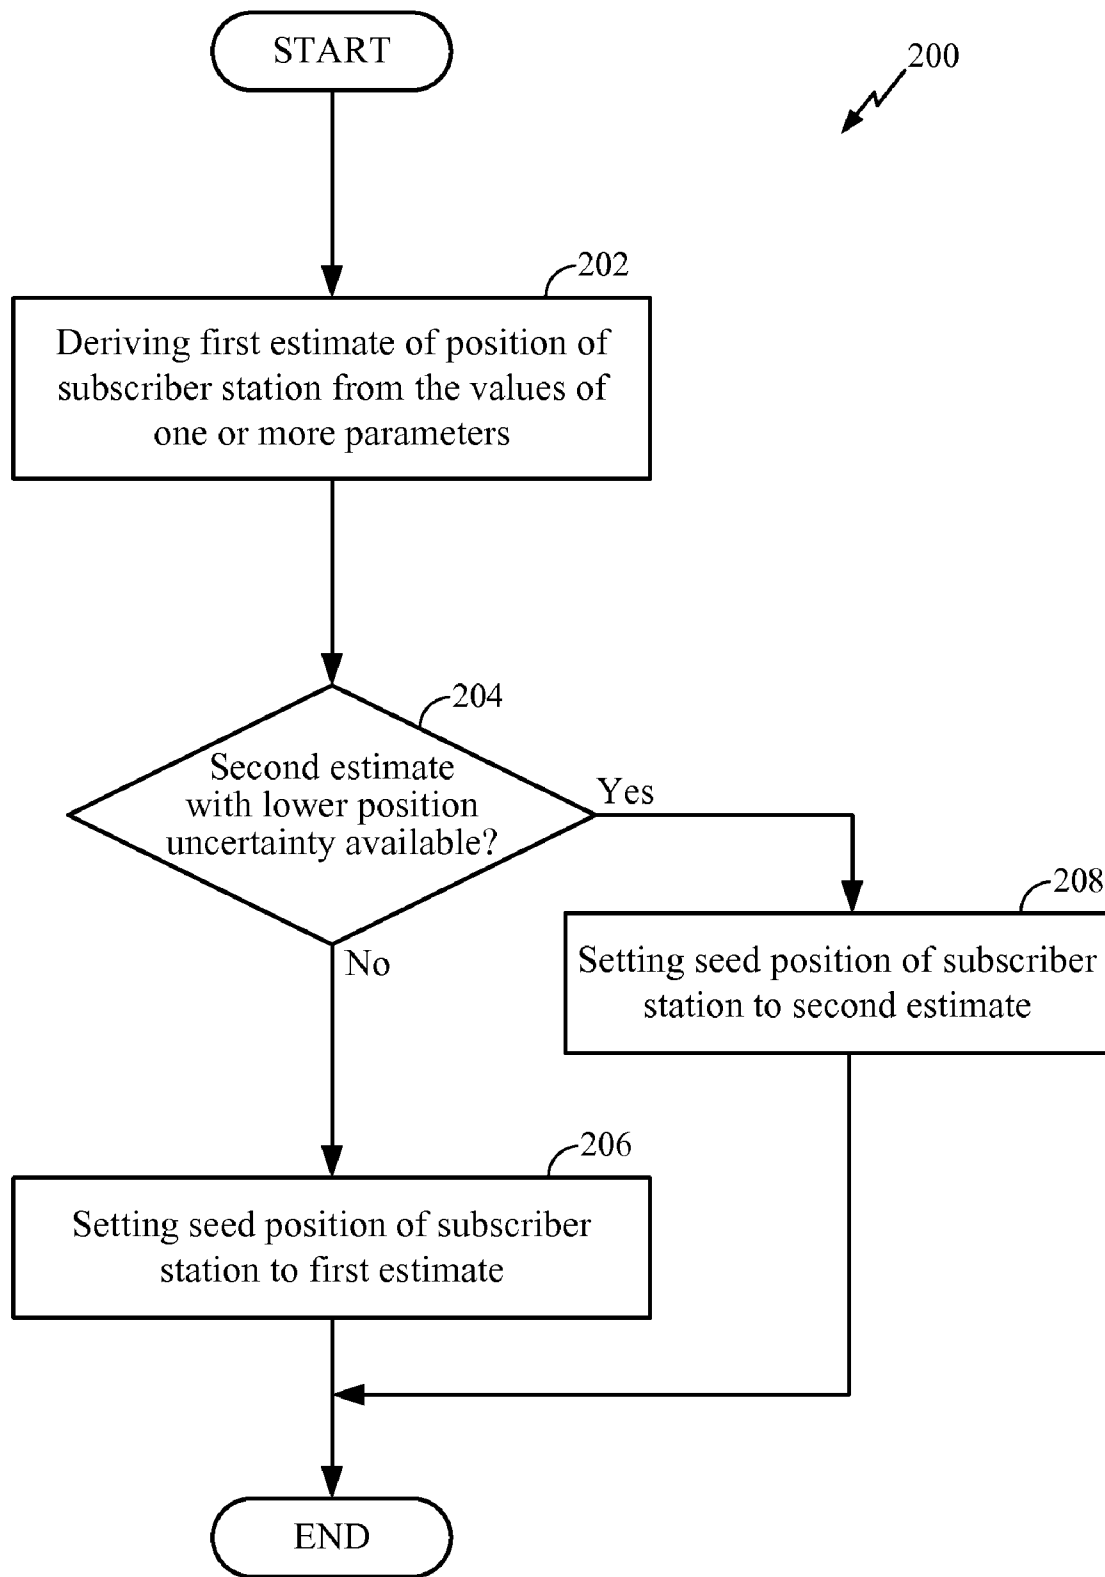 START
200
202
Deriving first estimate of position of
subscriber station from the values of
one or more parameters
204
Second estimate
with lower position
uncertainty available?
Yes
No
208
Setting seed position of subscriber
station to second estimate
206
Setting seed position of subscriber
station to first estimate
END